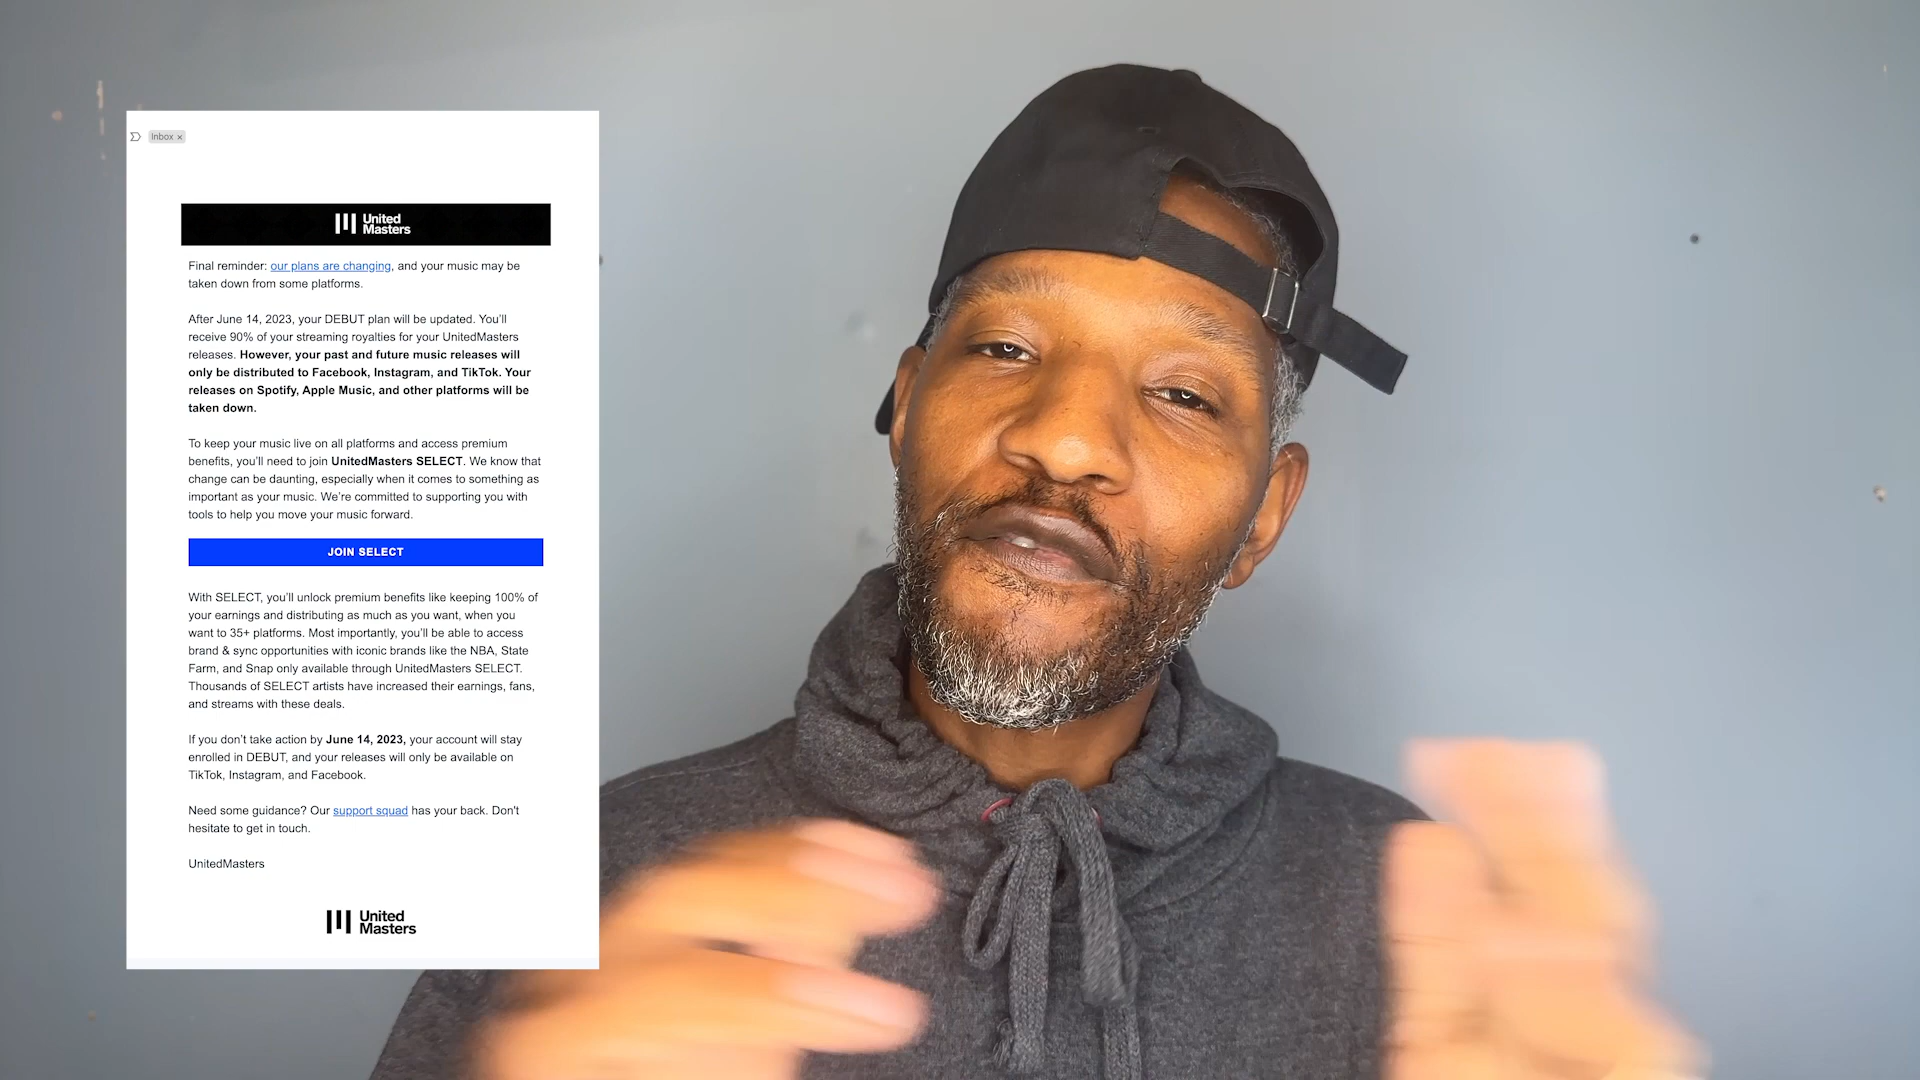 Inbox x
United
Masters
Final reminder: our plans are changing, and your music may be
taken down from some platforms.
After June 14, 2023, your DEBUT plan will be updated. You’ll
receive 90% of your streaming royalties for your UnitedMasters
releases. However, your past and future music releases will
only be distributed to Facebook, Instagram, and TikTok. Your
releases on Spotify, Apple Music, and other platforms will be
taken down.
To keep your music live on all platforms and access premium
benefits, you’ll need to join UnitedMasters SELECT. We know that
change can be daunting, especially when it comes to something as
important as your music. We’re committed to supporting you with
tools to help you move your music forward.
JOIN SELECT
With SELECT, you’ll unlock premium benefits like keeping 100% of
your earnings and distributing as much as you want, when you
want to 35+ platforms. Most importantly, you’ll be able to access
brand & sync opportunities with iconic brands like the NBA, State
Farm, and Snap only available through UnitedMasters SELECT.
Thousands of SELECT artists have increased their earnings, fans,
and streams with these deals.
If you don’t take action by June 14, 2023, your account will stay
enrolled in DEBUT, and your releases will only be available on
TikTok, Instagram, and Facebook.
Need some guidance? Our support squad has your back. Don't
hesitate to get in touch.
UnitedMasters
United
Masters